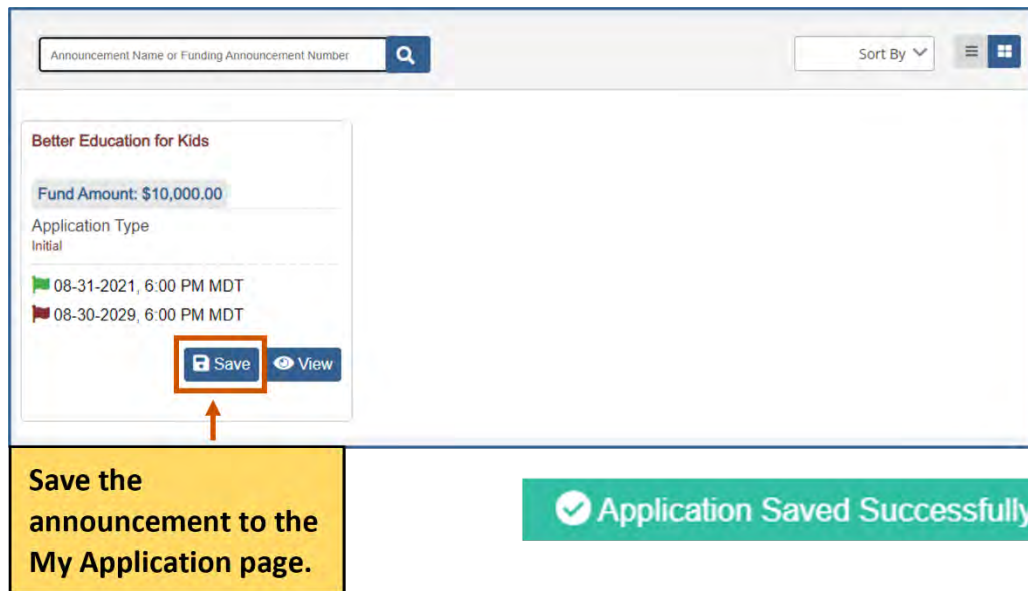 Announcement Name or Funding Announcement Number
Sort By
Better Education for Kids
Fund Amount: $10,000.00
Application Type
Initial
08-31-2021, 6:00 PM MDT
08-30-2029, 6:00 PM MDT
Save View
Save the
announcement to the
My Application page.
Application Saved Successfully